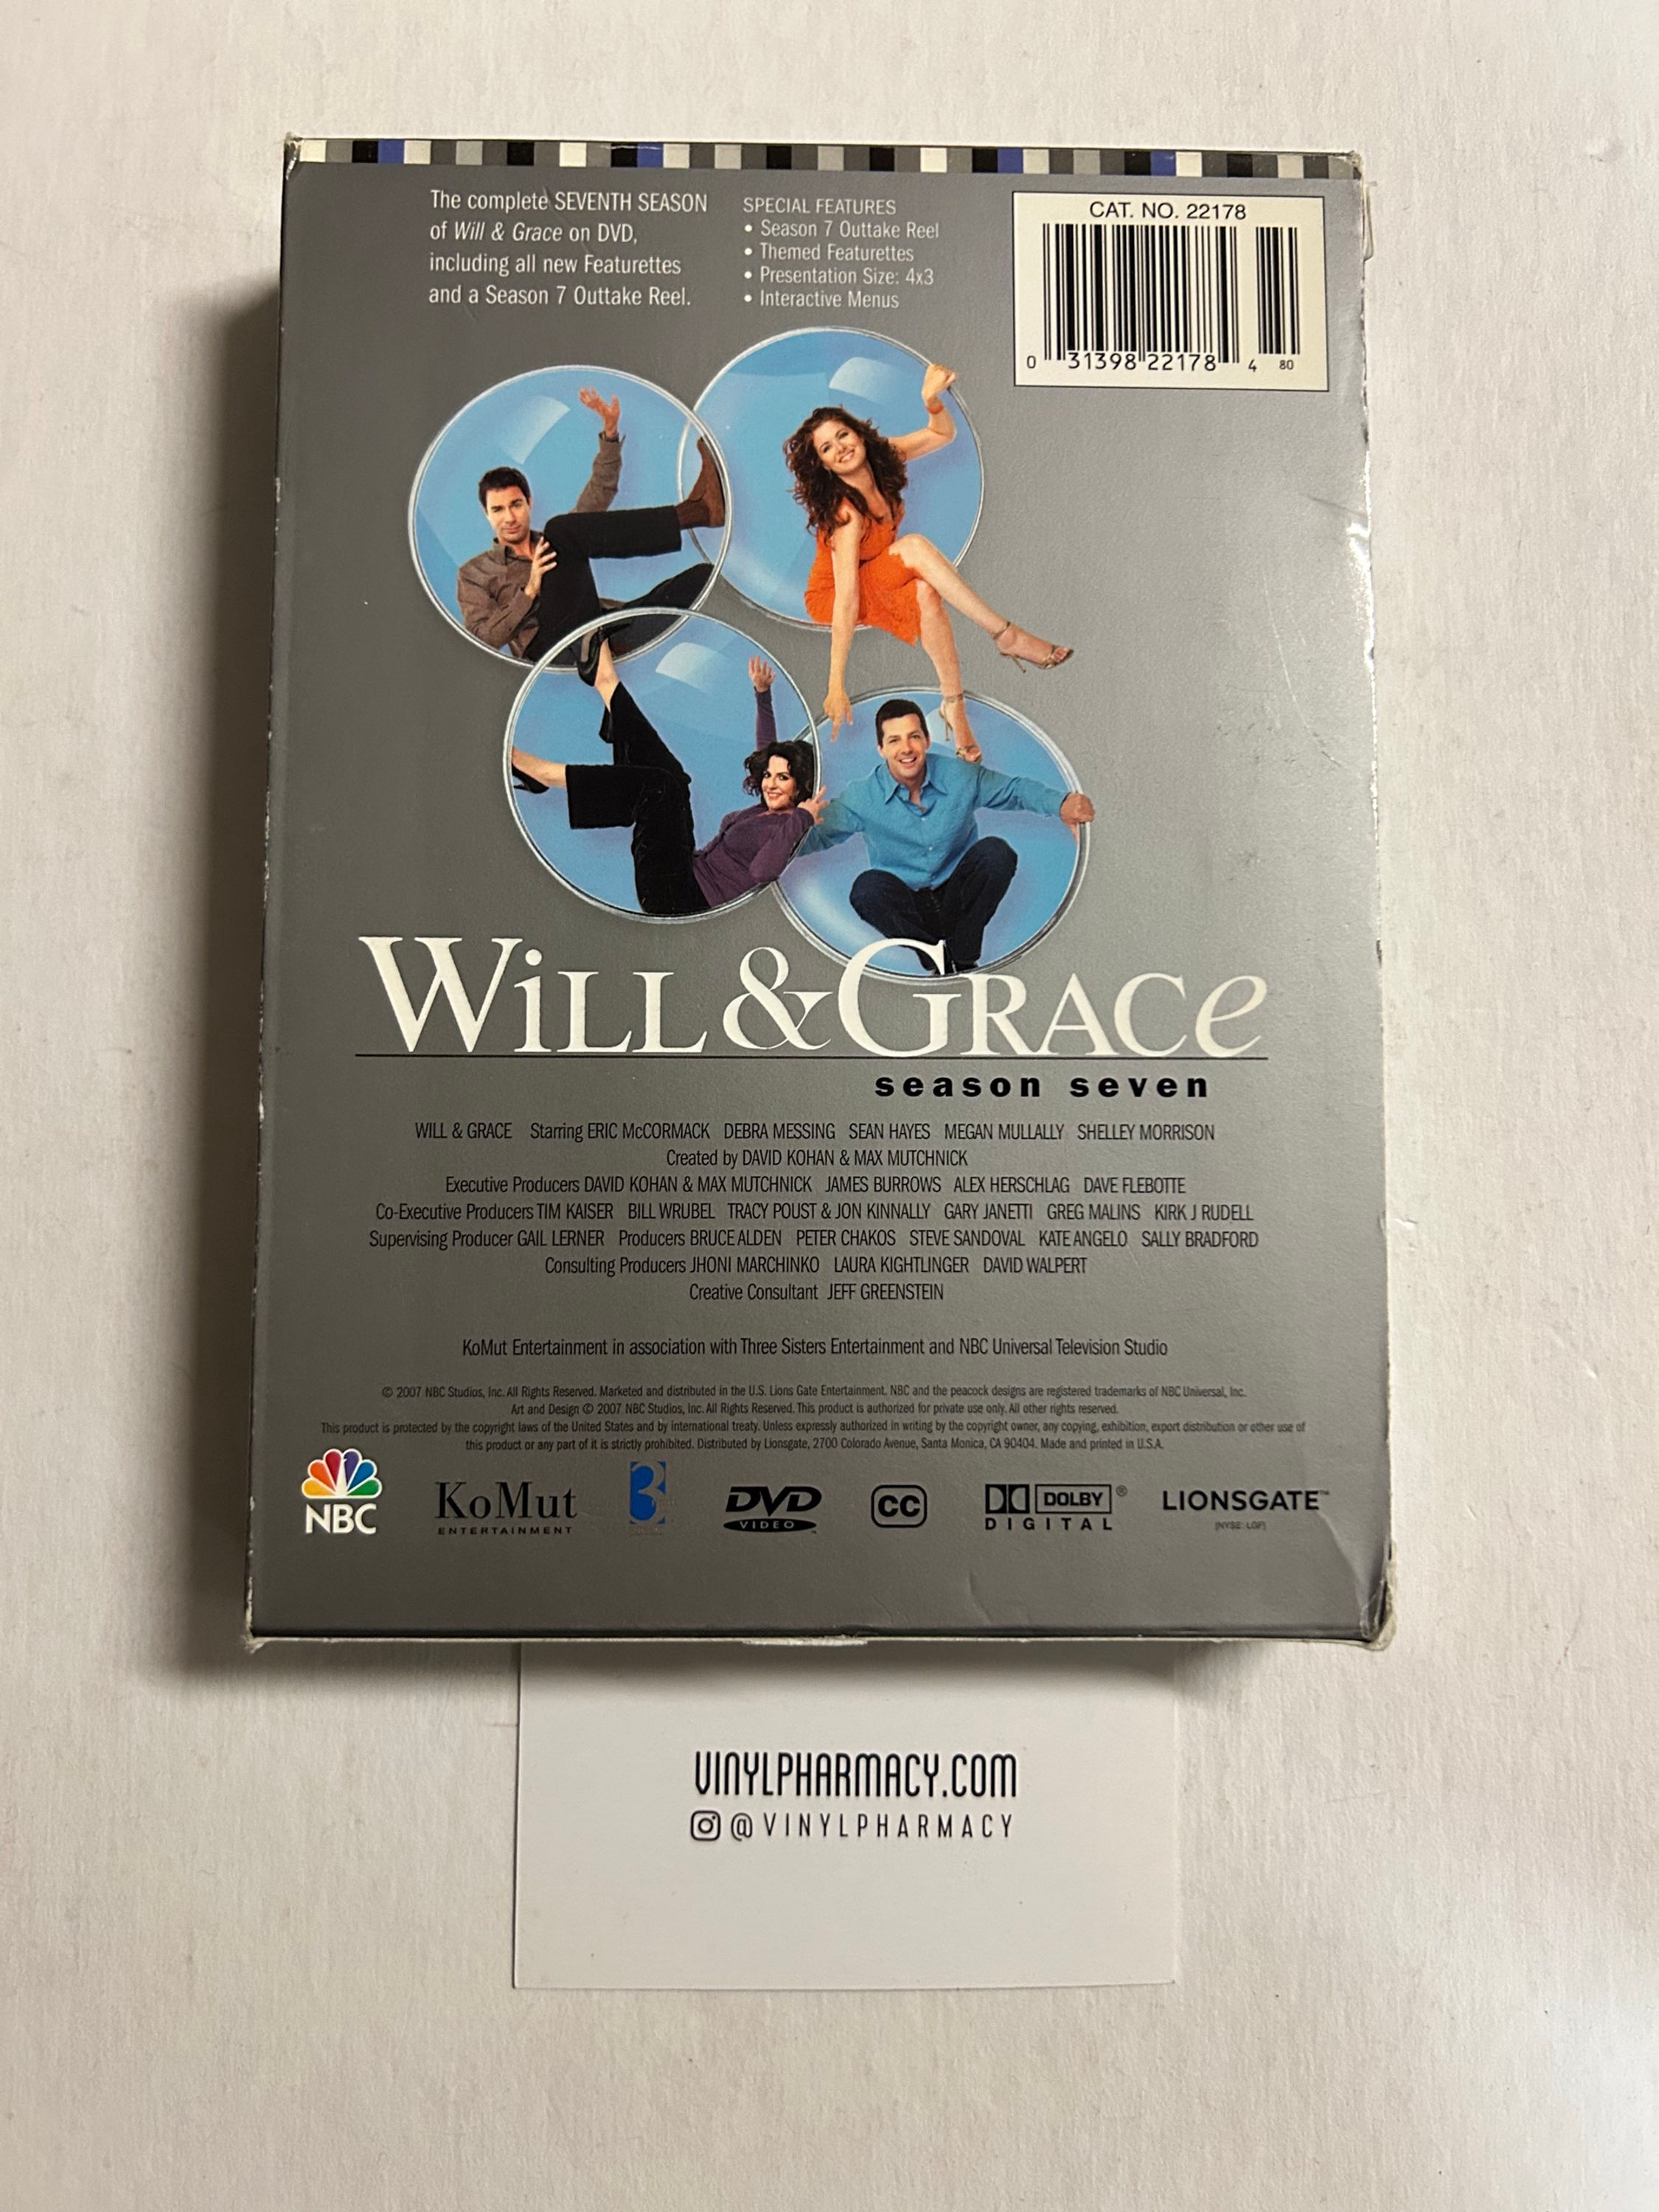 The complete SEVENTH SEASON
of Will & Grace on DVD,
including all new Featurettes
and a Season 7 Outtake Reel.
SPECIAL FEATURES
• Season 7 Outtake Reel
• Themed Featurettes
• Presentation Size: 4x3
• Interactive Menus
CAT. NO. 22178
0 31398 22178 4 80
WiLL & GRACe
season seven
WILL & GRACE Starring ERIC McCORMACK DEBRA MESSING SEAN HAYES MEGAN MULLALLY SHELLEY MORRISON
Created by DAVID KOHAN & MAX MUTCHNICK
Executive Producers DAVID KOHAN & MAX MUTCHNICK JAMES BURROWS ALEX HERSCHLAG DAVE FLEBOTTE
Co-Executive Producers TIM KAISER BILL WRUBEL TRACY POUST & JON KINNALLY GARY JANETTI GREG MALINS KIRK J RUDELL
Supervising Producer GAIL LERNER Producers BRUCE ALDEN PETER CHAKOS STEVE SANDOVAL KATE ANGELO SALLY BRADFORD
Consulting Producers JHONI MARCHINKO LAURA KIGHTLINGER DAVID WALPERT
Creative Consultant JEFF GREENSTEIN
KoMut Entertainment in association with Three Sisters Entertainment and NBC Universal Television Studio
© 2007 NBC Studios, Inc. All Rights Reserved. Marketed and distributed in the U.S. Lions Gate Entertainment. NBC and the peacock designs are registered trademarks of NBC Universal, Inc.
Art and Design © 2007 NBC Studios, Inc. All Rights Reserved. This product is authorized for private use only. All other rights reserved.
This product is protected by the copyright laws of the United States and by international treaty. Unless expressly authorized in writing by the copyright owner, any copying, exhibition, export distribution or other use of
this product or any part of it is strictly prohibited. Distributed by Lionsgate, 2700 Colorado Avenue, Santa Monica, CA 90404. Made and printed in U.S.A.
NBC
KoMut
ENTERTAINMENT
3
DVD
VIDEO
CC
DOLBY®
DIGITAL
LIONSGATE™
(NYSE: LGF)
VINYLPHARMACY.COM
@VINYLPHARMACY